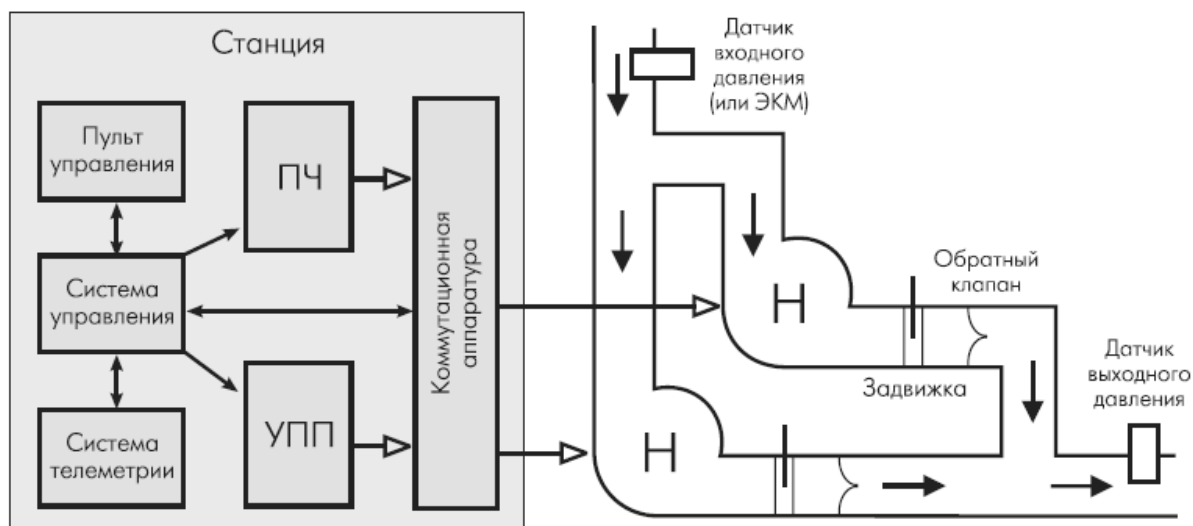 Станция
Пульт
управления
ПЧ
Система
управления
Коммутационная
аппаратура
УПП
Система
телеметрии
Датчик
входного
давления
(или ЭКМ)
Н
Обратный
клапан
Задвижка
Датчик
выходного
давления
Н